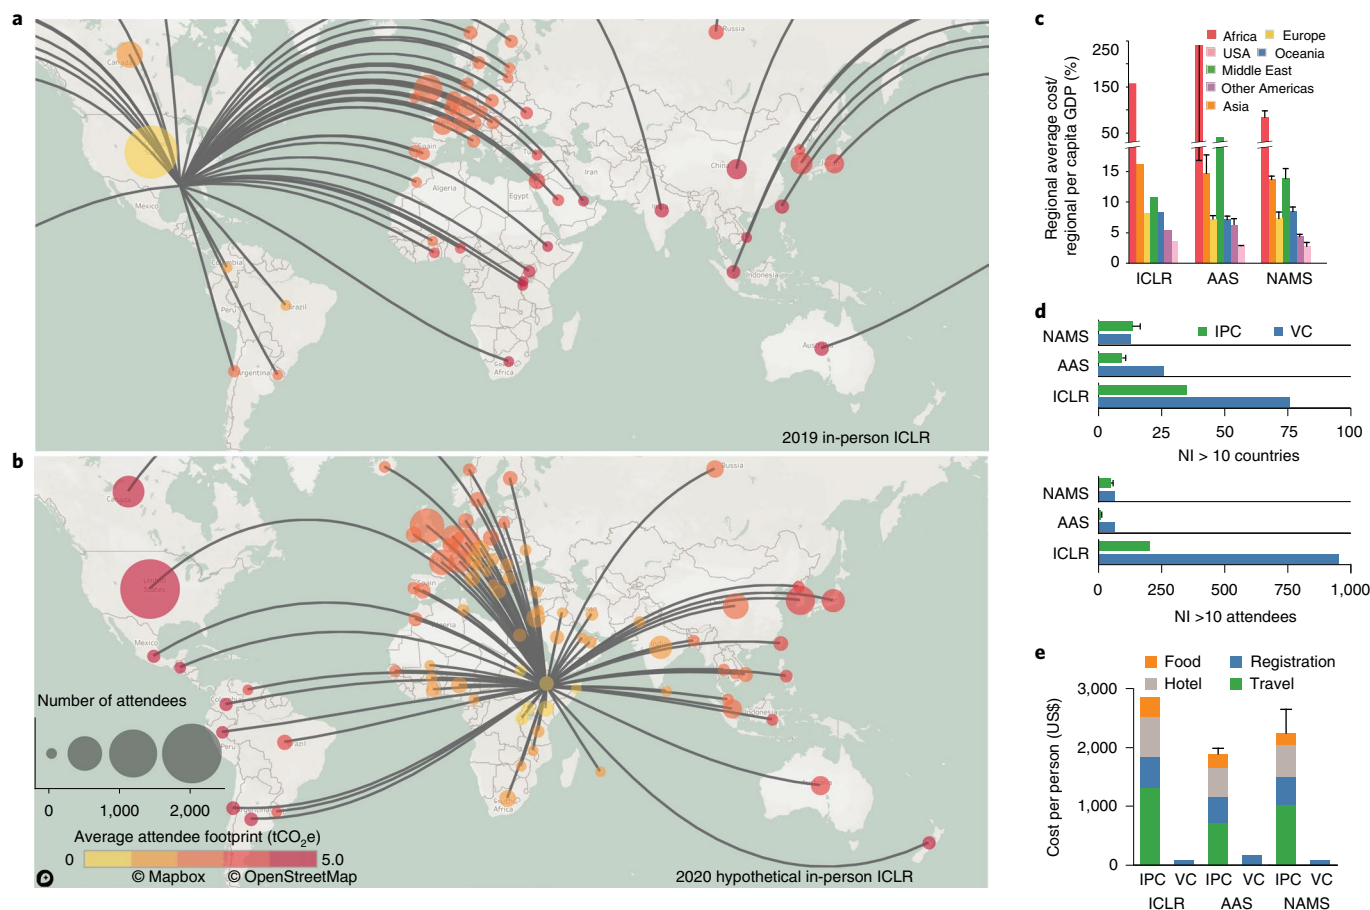 a
Canada
Russia
Spain
Algeria
Egypt
Iran
China
Mexico
Peru
Brazil
Argentina
Indonesia
South
Africa
2019 in-person ICLR
b
Canada
Russia
United
States
Mexico
Spain
Peru
Brazil
Indonesia
Africa
Australia
Number of attendees
0 1,000 2,000
Average attendee footprint (tCO2e)
0 5.0
© Mapbox © OpenStreetMap
2020 hypothetical in-person ICLR
c
Regional average cost/
regional per capita GDP (%)
250
150
50
15
10
5
0
Africa Europe
USA Oceania
Middle East
Other Americas
Asia
ICLR AAS NAMS
d
IPC VC
NAMS
AAS
ICLR
0 25 50 75 100
NI > 10 countries
NAMS
AAS
ICLR
0 250 500 750 1,000
NI >10 attendees
e
Food Registration
Hotel Travel
Cost per person (US$)
3,000
2,000
1,000
0
IPC VC IPC VC IPC VC
ICLR AAS NAMS